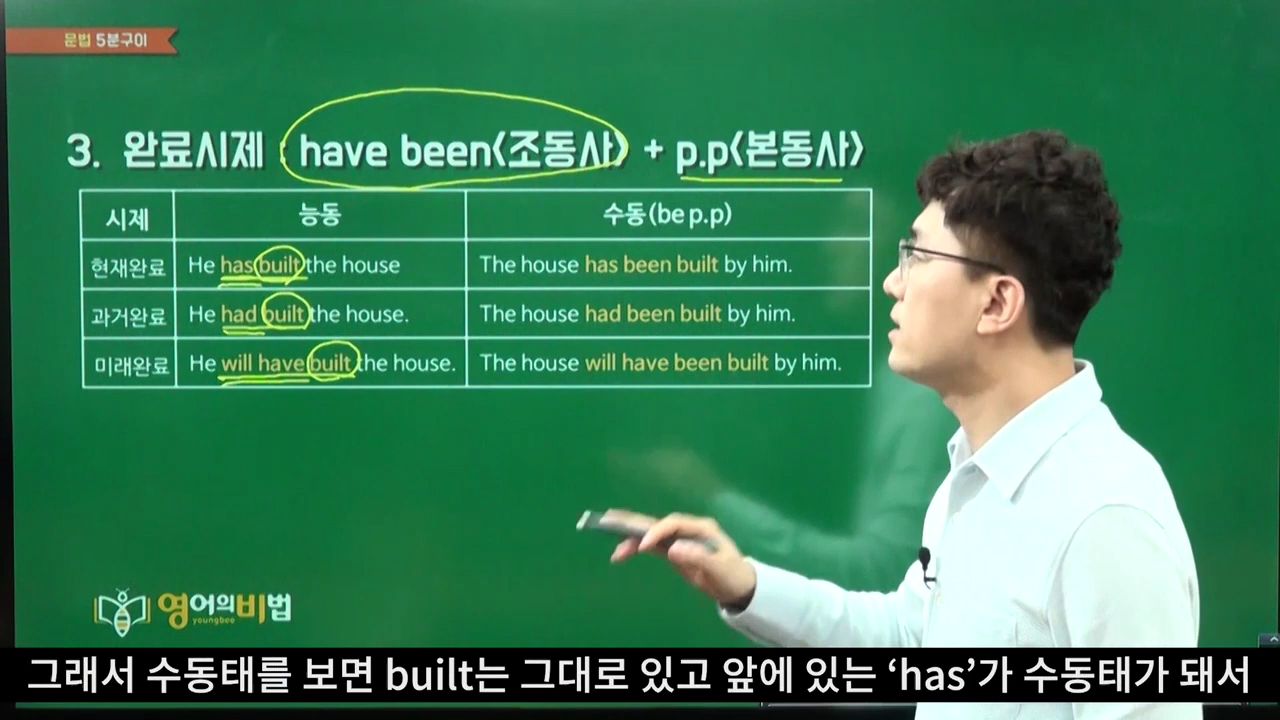 문법 5분구이
3. 완료시제 : have been<조동사> + p.p<본동사>
시제 능동 수동(be p.p)
현재완료 He has built the house The house has been built by him.
과거완료 He had built the house. The house had been built by him.
미래완료 He will have built the house. The house will have been built by him.
영어의비법
youngbee
그래서 수동태를 보면 built는 그대로 있고 앞에 있는 ‘has’가 수동태가 돼서